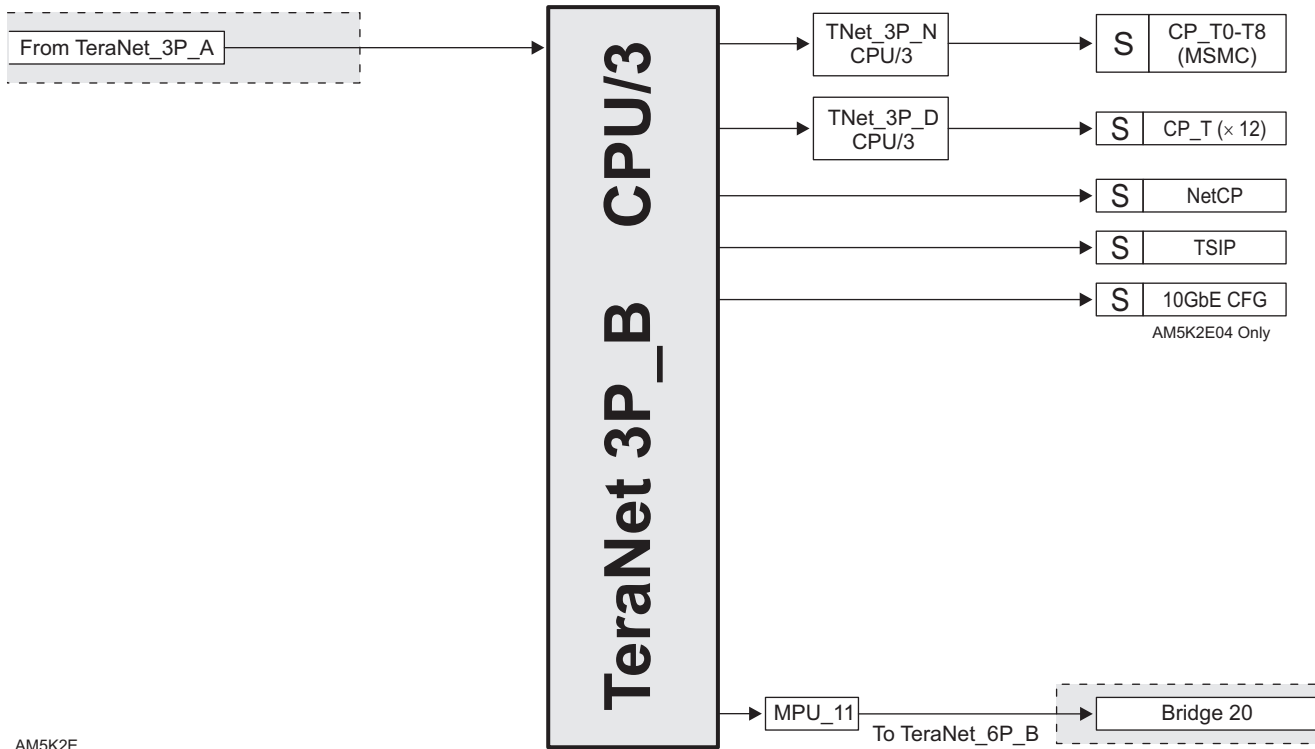 From TeraNet_3P_A
TeraNet 3P_B CPU/3
TNet_3P_N
CPU/3
S
CP_T0-T8
(MSMC)
TNet_3P_D
CPU/3
S
CP_T (× 12)
S
NetCP
S
TSIP
S
10GbE CFG
AM5K2E04 Only
MPU_11
To TeraNet_6P_B
Bridge 20
AM5K2E